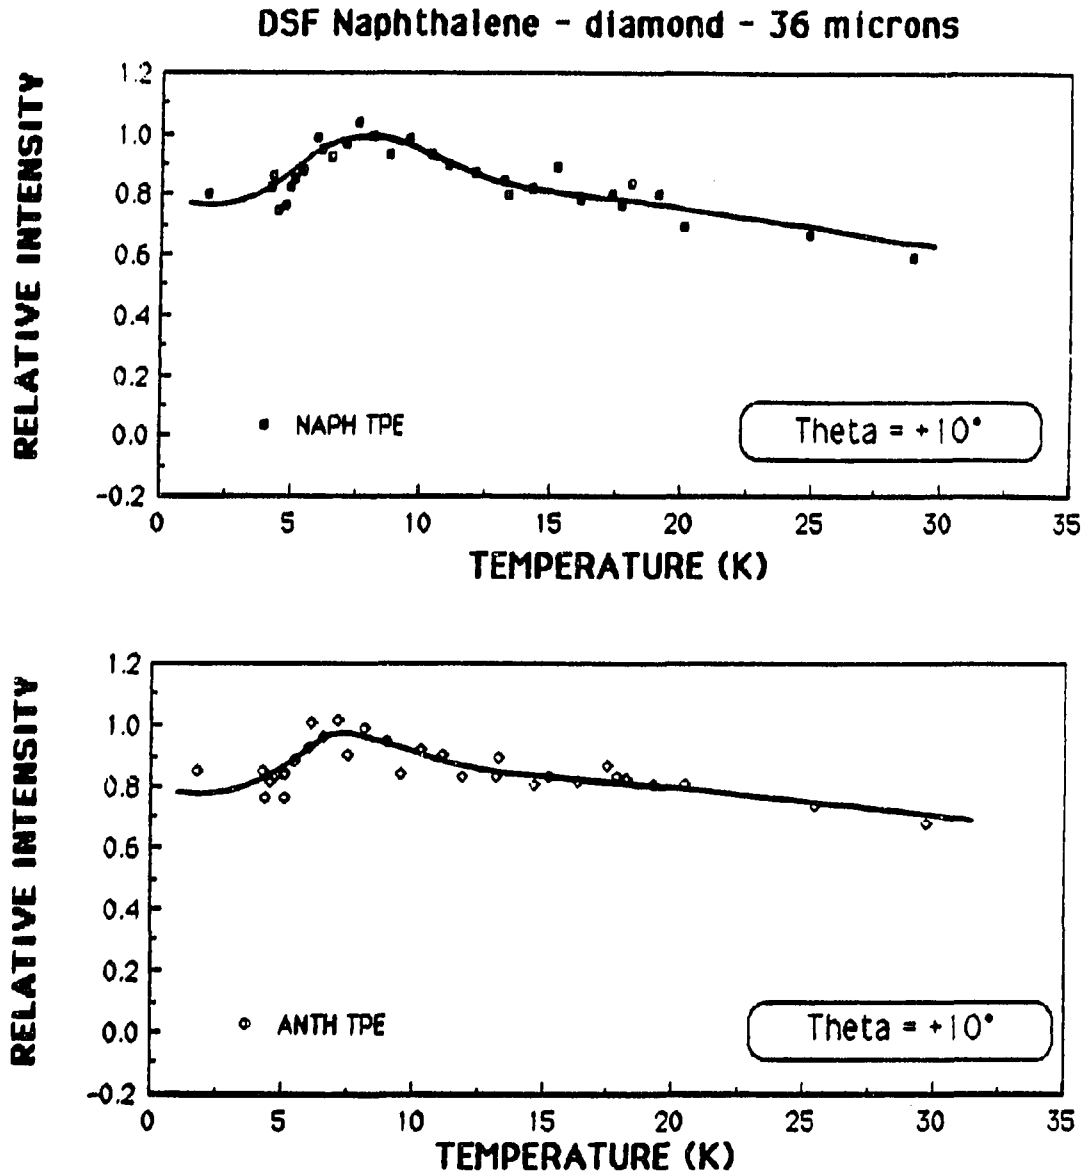 DSF Naphthalene - diamond - 36 microns
RELATIVE INTENSITY
1.2
1.0
0.8
0.6
0.4
0.2
0.0
-0.2
NAPH TPE
Theta = +10°
0 5 10 15 20 25 30 35
TEMPERATURE (K)
RELATIVE INTENSITY
1.2
1.0
0.8
0.6
0.4
0.2
0.0
-0.2
ANTH TPE
Theta = +10°
0 5 10 15 20 25 30 35
TEMPERATURE (K)